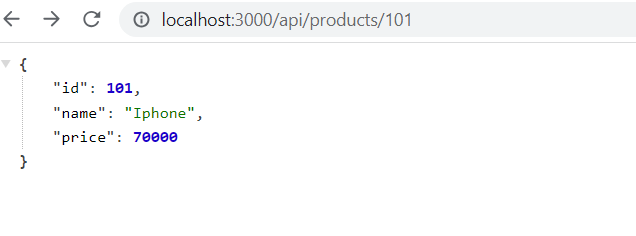 localhost:3000/api/products/101
{
"id": 101,
"name": "Iphone",
"price": 70000
}